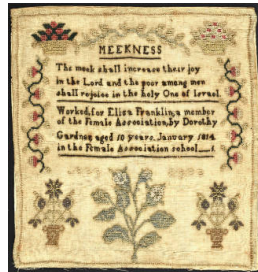 MEEKNESS
The meek shall increase their joy
in the Lord and the poor among men
shall rejoice in the holy One of Israel.
Worked, for Eliza Franklin, a member
of the Female Association, by Dorothy
Gardner aged 10 years, January 1814
in the Female Association school